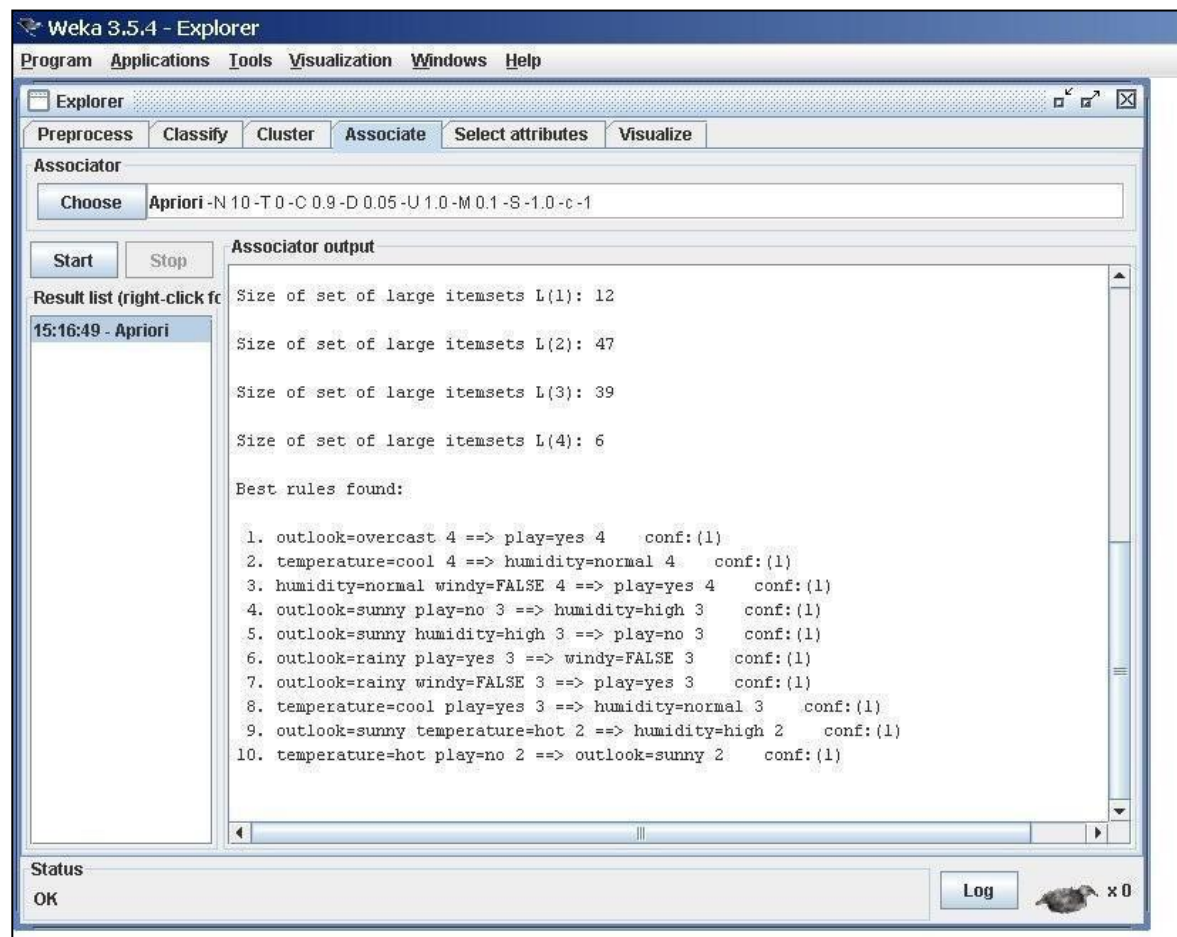 Weka 3.5.4 - Explorer
Program Applications Tools Visualization Windows Help
Explorer
Preprocess Classify Cluster Associate Select attributes Visualize
Associator
Choose Apriori -N 10 -T 0 -C 0.9 -D 0.05 -U 1.0 -M 0.1 -S -1.0 -c -1
Start Stop
Associator output
Result list (right-click fc
15:16:49 - Apriori
Size of set of large itemsets L(1): 12
Size of set of large itemsets L(2): 47
Size of set of large itemsets L(3): 39
Size of set of large itemsets L(4): 6
Best rules found:
1. outlook=overcast 4 ==> play=yes 4 conf:(1)
2. temperature=cool 4 ==> humidity=normal 4 conf:(1)
3. humidity=normal windy=FALSE 4 ==> play=yes 4 conf:(1)
4. outlook=sunny play=no 3 ==> humidity=high 3 conf:(1)
5. outlook=sunny humidity=high 3 ==> play=no 3 conf:(1)
6. outlook=rainy play=yes 3 ==> windy=FALSE 3 conf:(1)
7. outlook=rainy windy=FALSE 3 ==> play=yes 3 conf:(1)
8. temperature=cool play=yes 3 ==> humidity=normal 3 conf:(1)
9. outlook=sunny temperature=hot 2 ==> humidity=high 2 conf:(1)
10. temperature=hot play=no 2 ==> outlook=sunny 2 conf:(1)
Status
OK
Log x 0